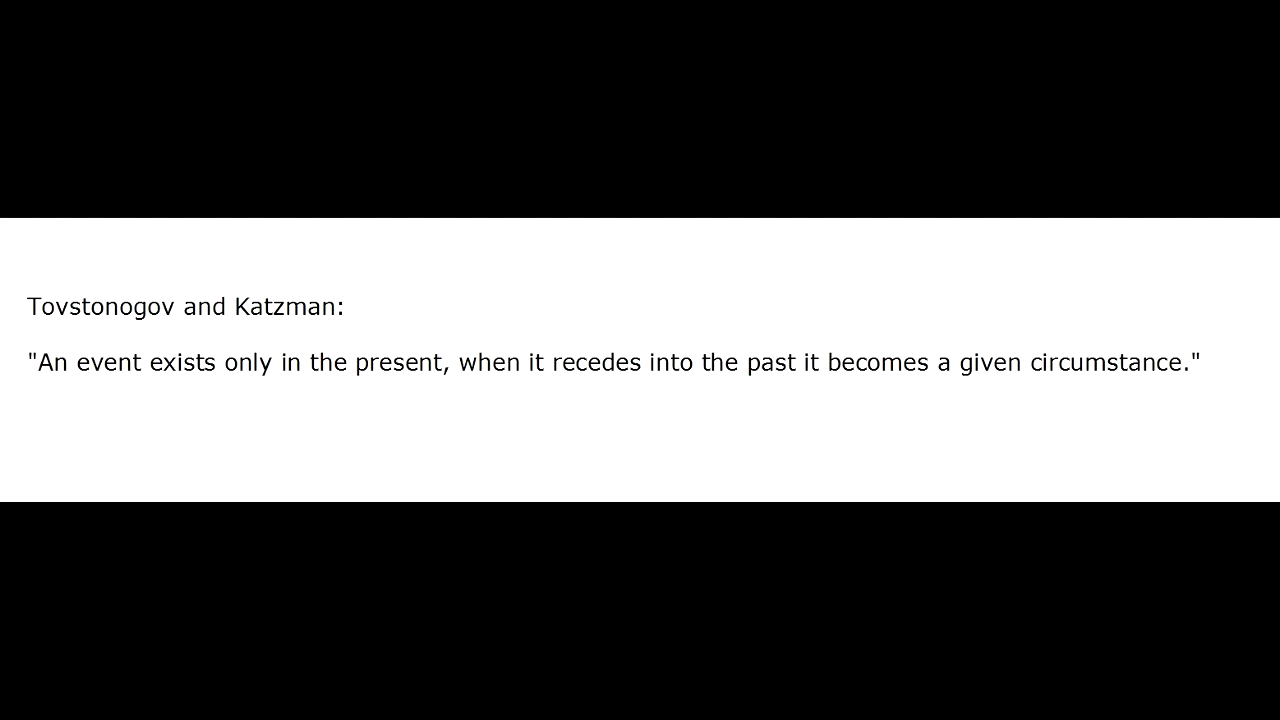 Tovstonogov and Katzman:
"An event exists only in the present, when it recedes into the past it becomes a given circumstance."